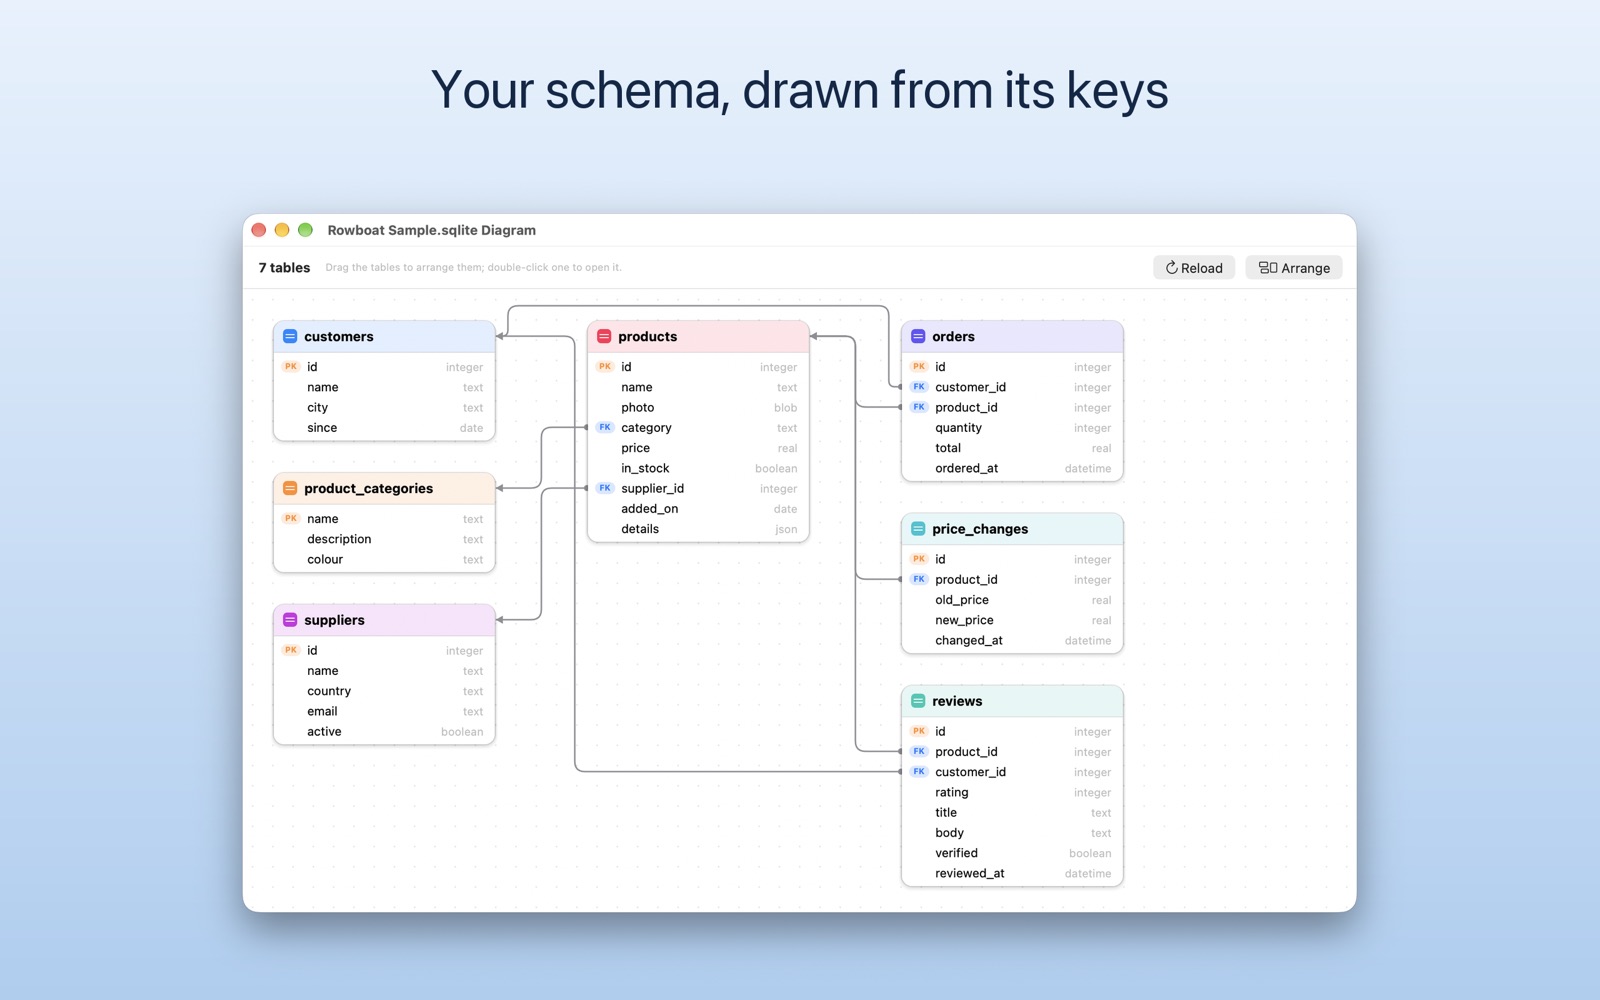 Your schema, drawn from its keys
Rowboat Sample.sqlite Diagram
7 tables Drag the tables to arrange them; double-click one to open it. Reload Arrange
customers
PK id integer
name text
city text
since date
product_categories
PK name text
description text
colour text
suppliers
PK id integer
name text
country text
email text
active boolean
products
PK id integer
name text
photo blob
FK category text
price real
in_stock boolean
FK supplier_id integer
added_on date
details json
orders
PK id integer
FK customer_id integer
FK product_id integer
quantity integer
total real
ordered_at datetime
price_changes
PK id integer
FK product_id integer
old_price real
new_price real
changed_at datetime
reviews
PK id integer
FK product_id integer
FK customer_id integer
rating integer
title text
body text
verified boolean
reviewed_at datetime